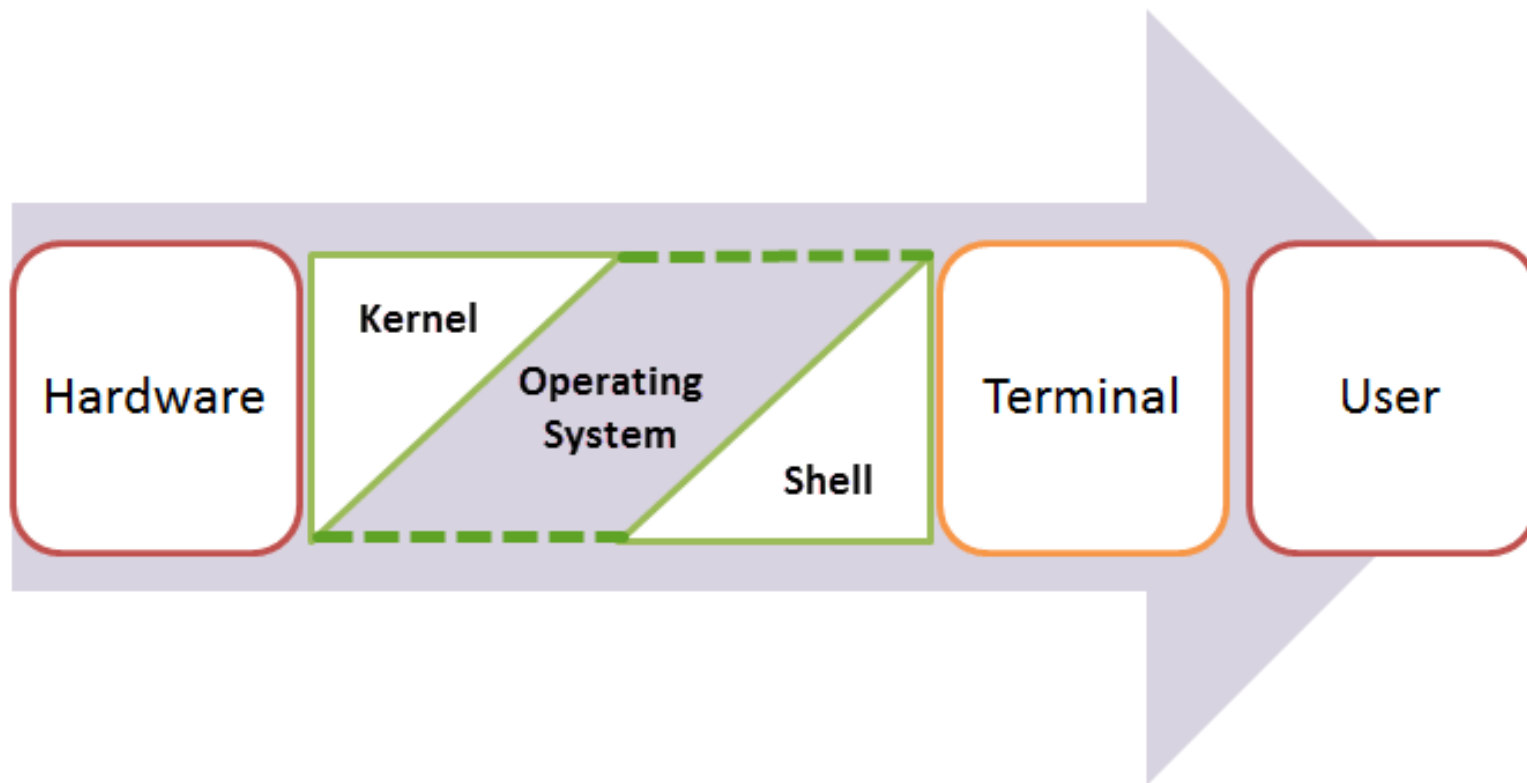 Hardware
Kernel
Operating
System
Shell
Terminal
User